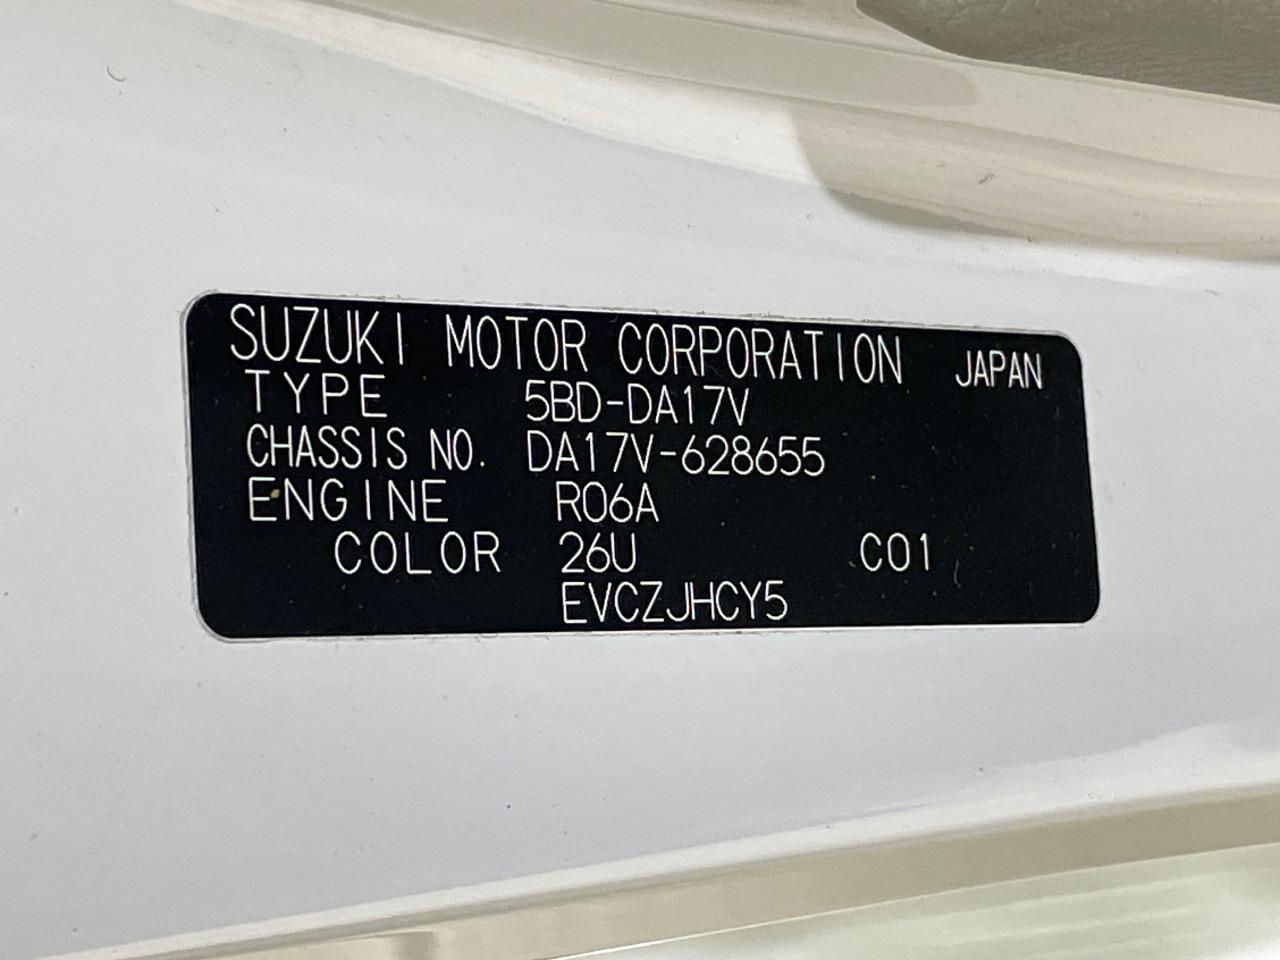 SUZUKI MOTOR CORPORATION JAPAN
TYPE 5BD-DA17V
CHASSIS NO. DA17V-628655
ENGINE R06A
COLOR 26U C01
EVCZJHCY5